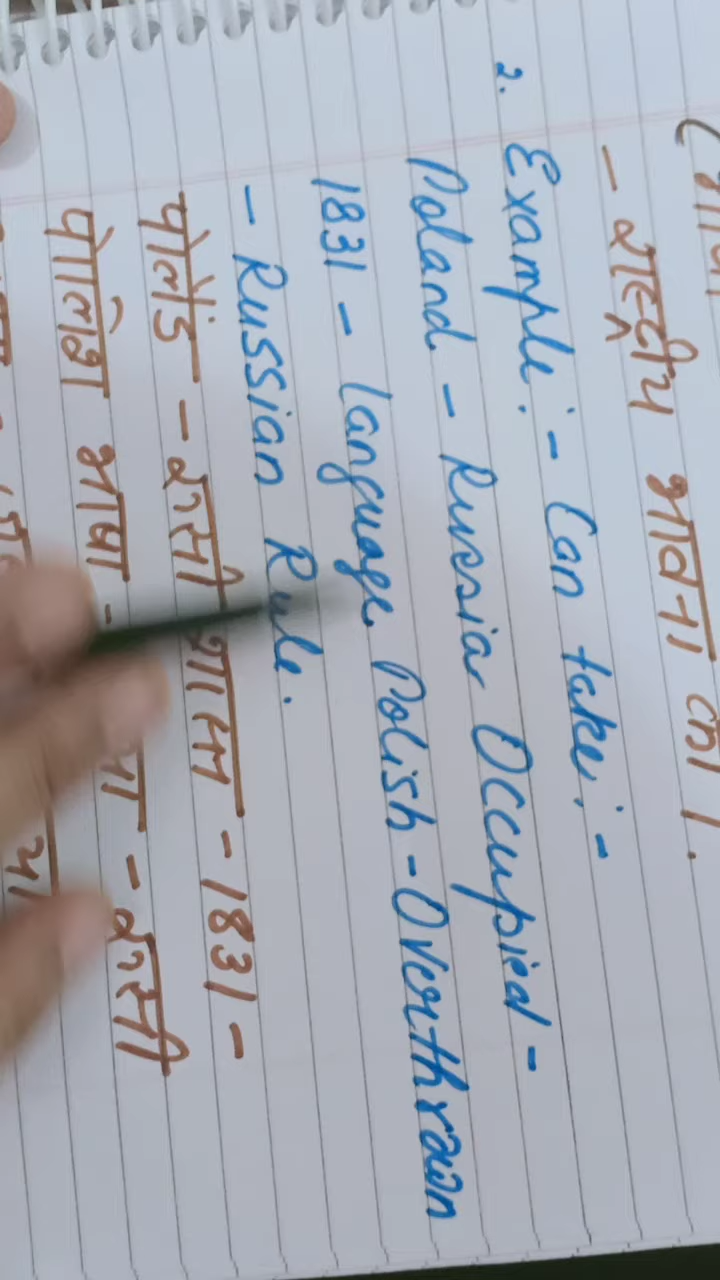 - राष्ट्रीय भावना को।
2. Example:- Can take:-
Poland - Russia Occupied -
1831 - language Polish - Overthrown
- Russian Rule.
पोलैंड - रूसी शासन - 1831 -
पोलिश भाषा - - रूसी